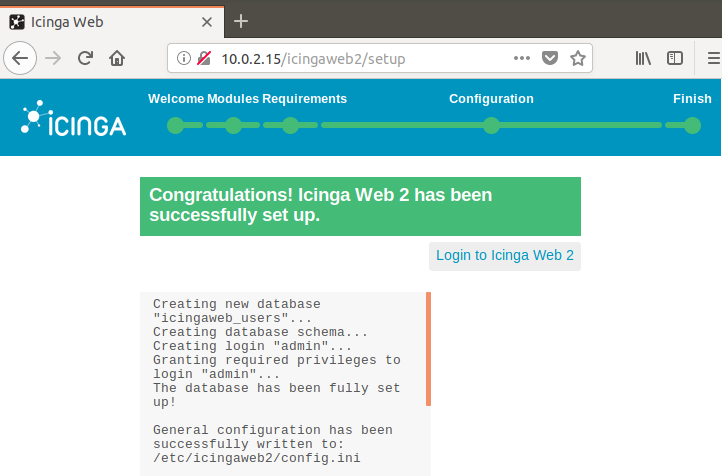 Icinga Web
10.0.2.15/icingaweb2/setup
icinga
Welcome Modules Requirements Configuration Finish
Congratulations! Icinga Web 2 has been
successfully set up.
Login to Icinga Web 2
Creating new database
"icingaweb_users"...
Creating database schema...
Creating login "admin"...
Granting required privileges to
login "admin"...
The database has been fully set
up!
General configuration has been
successfully written to:
/etc/icingaweb2/config.ini